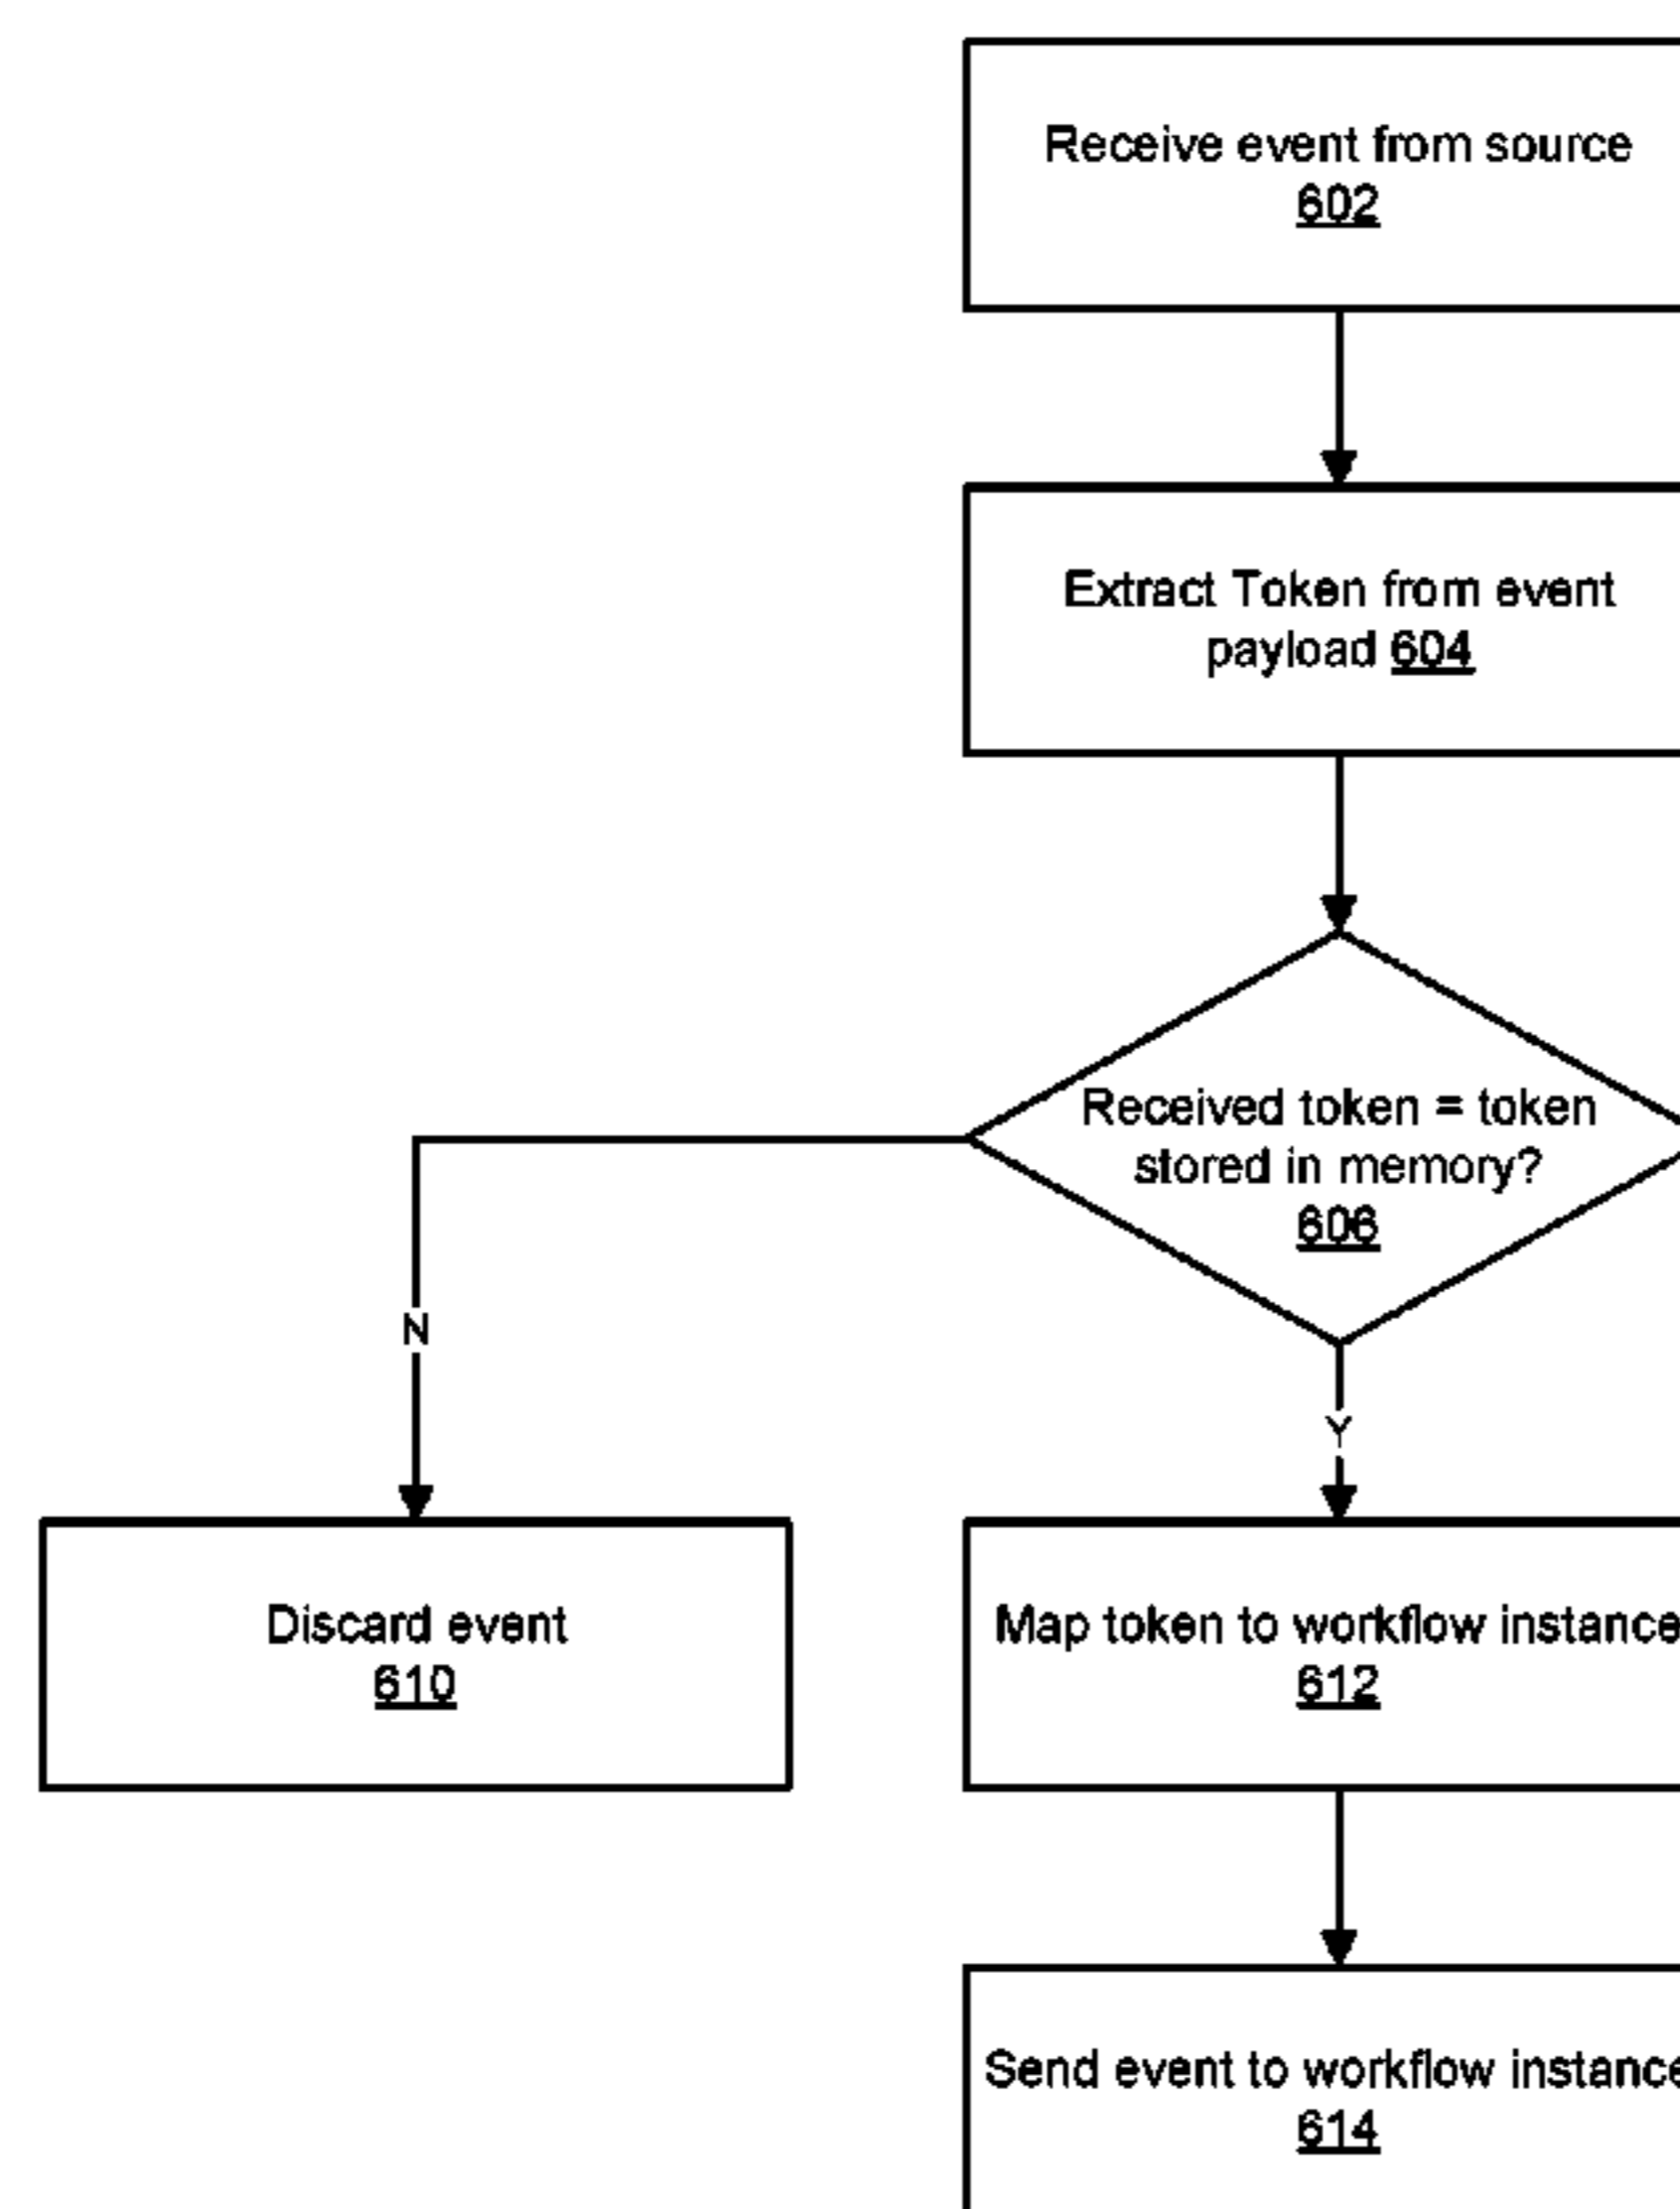 Receive event from source
602
Extract Token from event
payload 604
Received token = token
stored in memory?
606
N
Y
Discard event
610
Map token to workflow instance
612
Send event to workflow instance
614